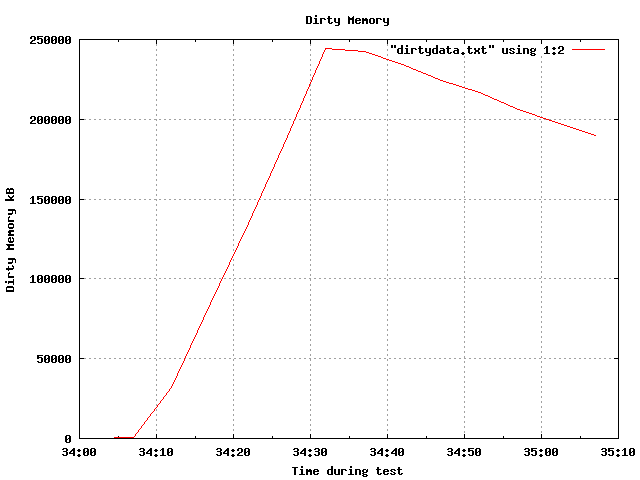 Dirty Memory
250000
"dirtydata.txt" using 1:2
200000
150000
Dirty Memory kB
100000
50000
0
34:00 34:10 34:20 34:30 34:40 34:50 35:00 35:10
Time during test